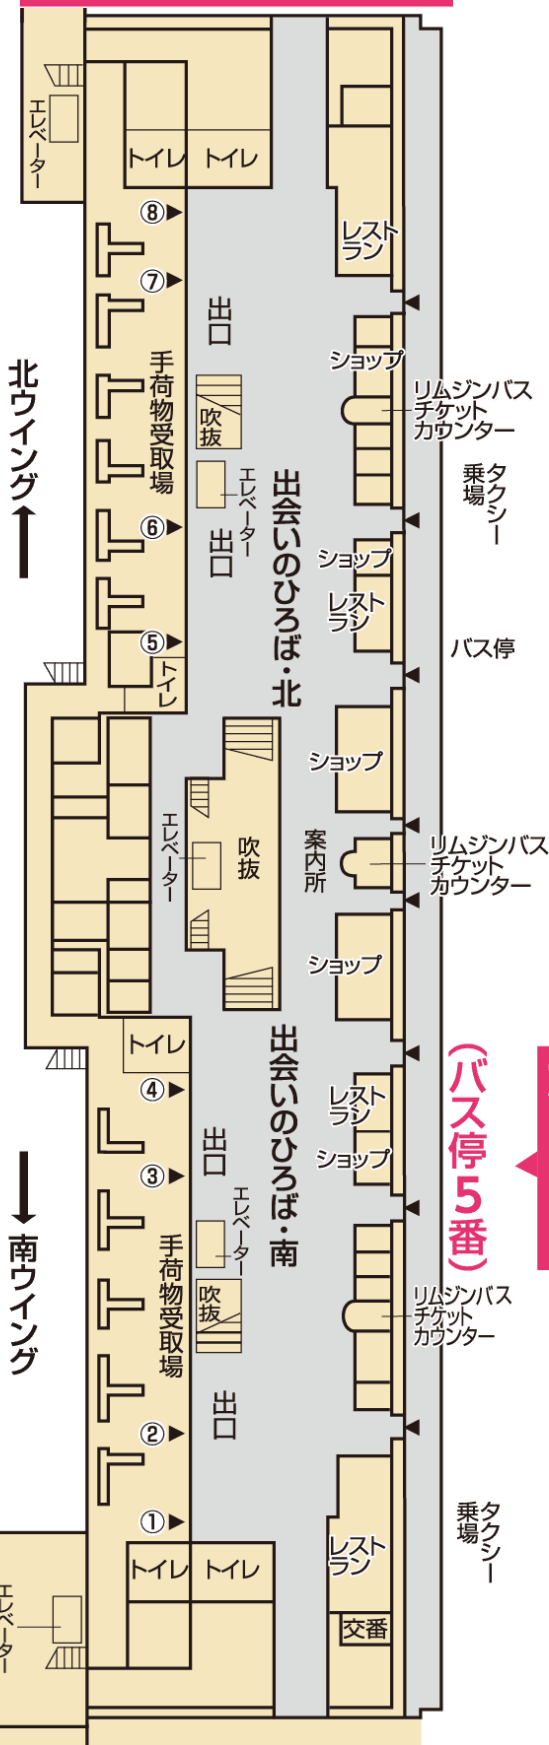 エレベーター
トイレ
トイレ
⑧
レスト
ラン
⑦
出口
ショップ
手荷物受取場
北ウイング
リムジンバス
チケット
カウンター
吹抜
タクシー
乗場
エレベーター
出会いのひろば・北
⑥
出口
ショップ
レスト
ラン
⑤
バス停
トイレ
ショップ
エレベーター
吹抜
案内所
リムジンバス
チケット
カウンター
ショップ
トイレ
出会いのひろば・南
④
レスト
ラン
(バス停5番)
出口
ショップ
③
エレベーター
手荷物受取場
南ウイング
吹抜
リムジンバス
チケット
カウンター
出口
②
タクシー
乗場
①
レスト
ラン
トイレ
トイレ
エレベーター
交番